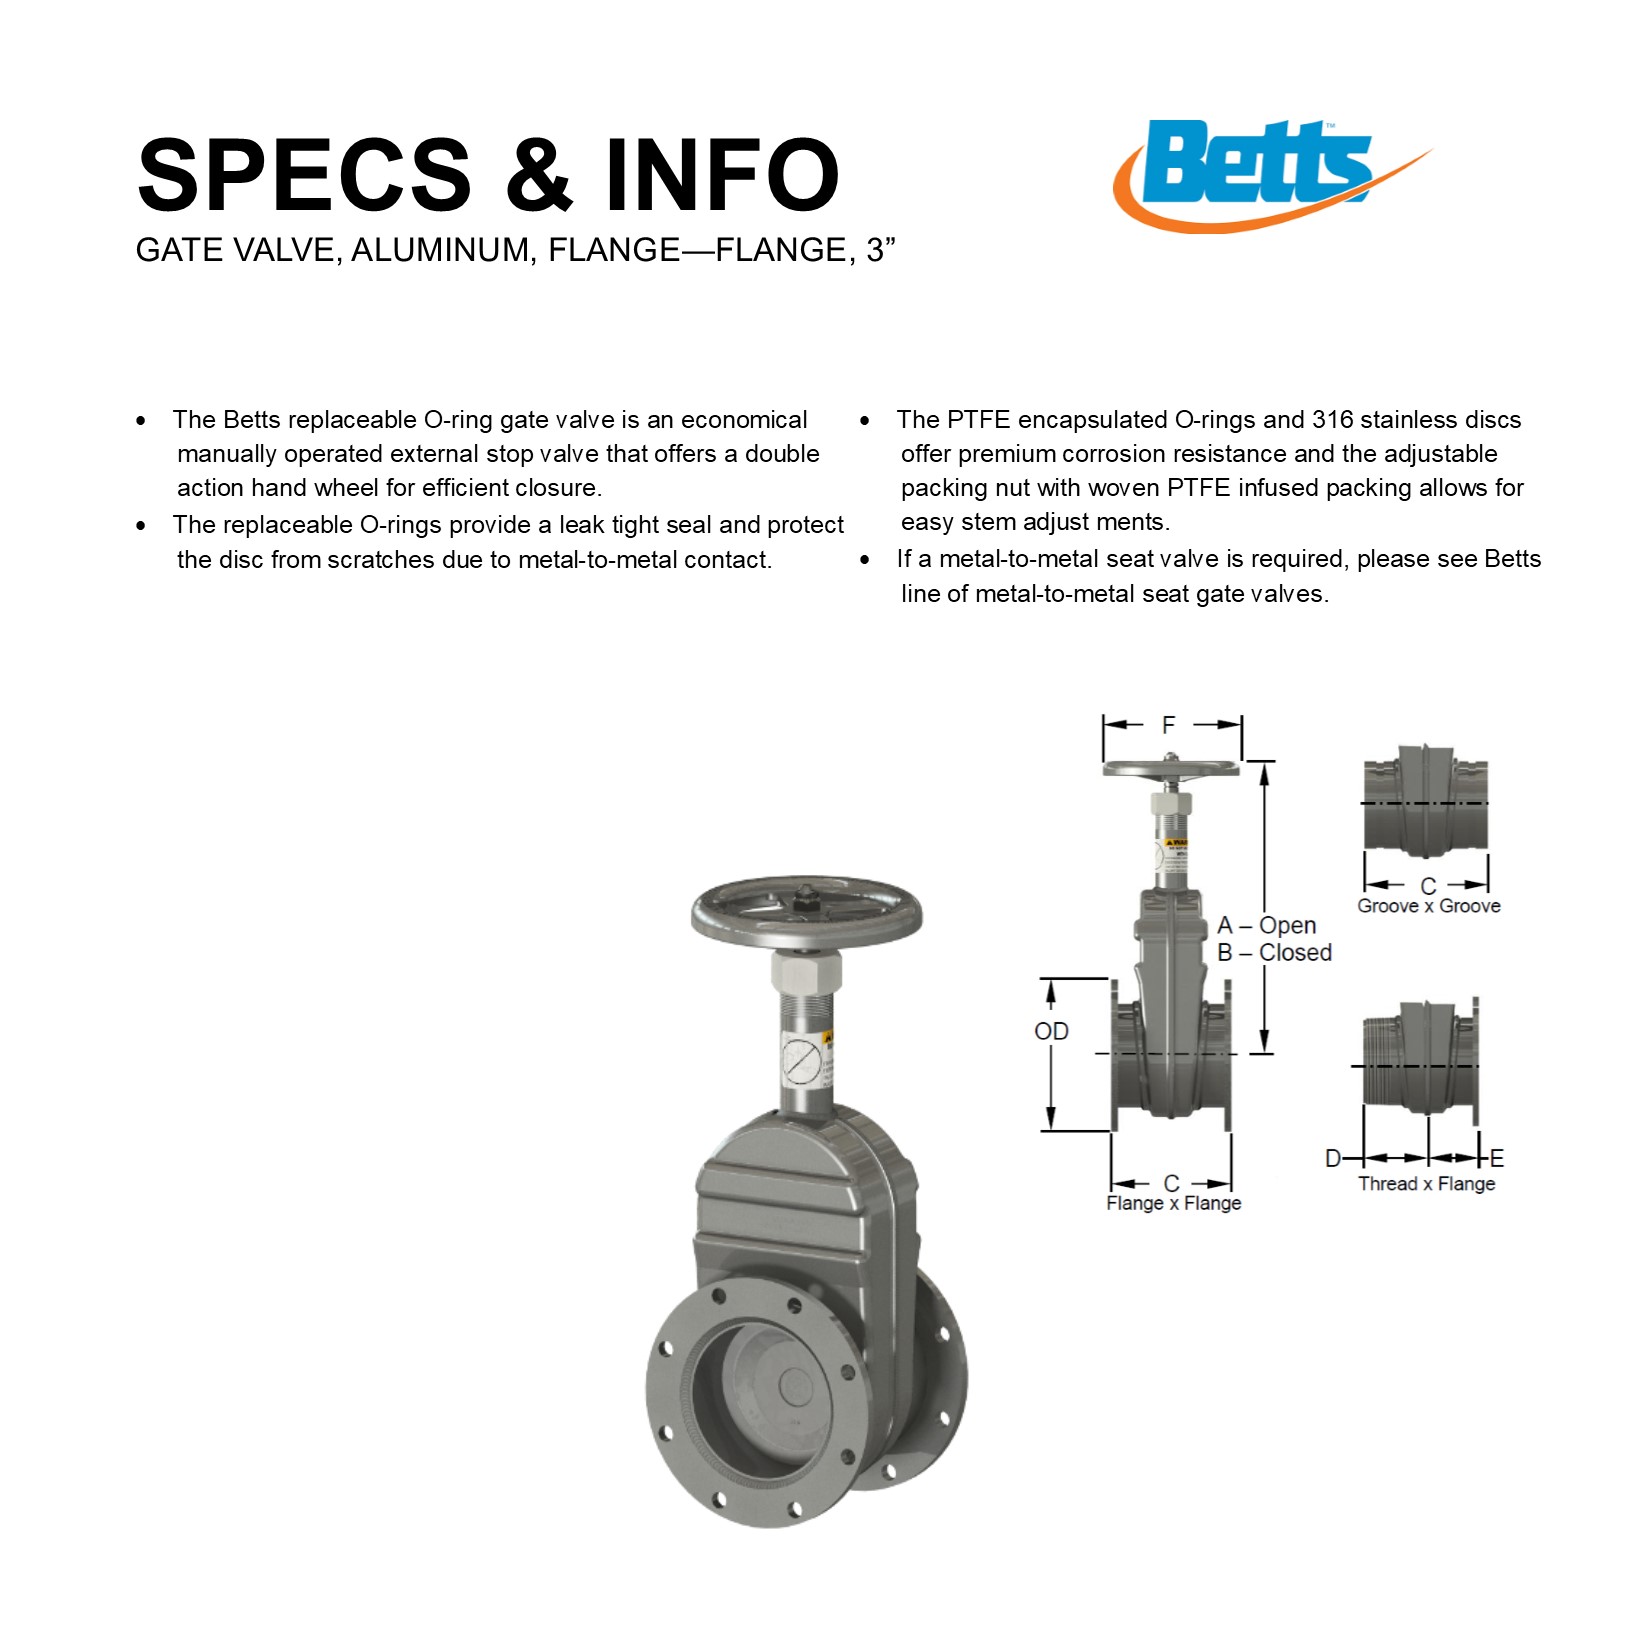 Betts™
SPECS & INFO
GATE VALVE, ALUMINUM, FLANGE—FLANGE, 3”
• The Betts replaceable O-ring gate valve is an economical
manually operated external stop valve that offers a double
action hand wheel for efficient closure.
• The replaceable O-rings provide a leak tight seal and protect
the disc from scratches due to metal-to-metal contact.
• The PTFE encapsulated O-rings and 316 stainless discs
offer premium corrosion resistance and the adjustable
packing nut with woven PTFE infused packing allows for
easy stem adjust ments.
• If a metal-to-metal seat valve is required, please see Betts
line of metal-to-metal seat gate valves.
F
A – Open
B – Closed
OD
C
Flange x Flange
C
Groove x Groove
D
E
Thread x Flange